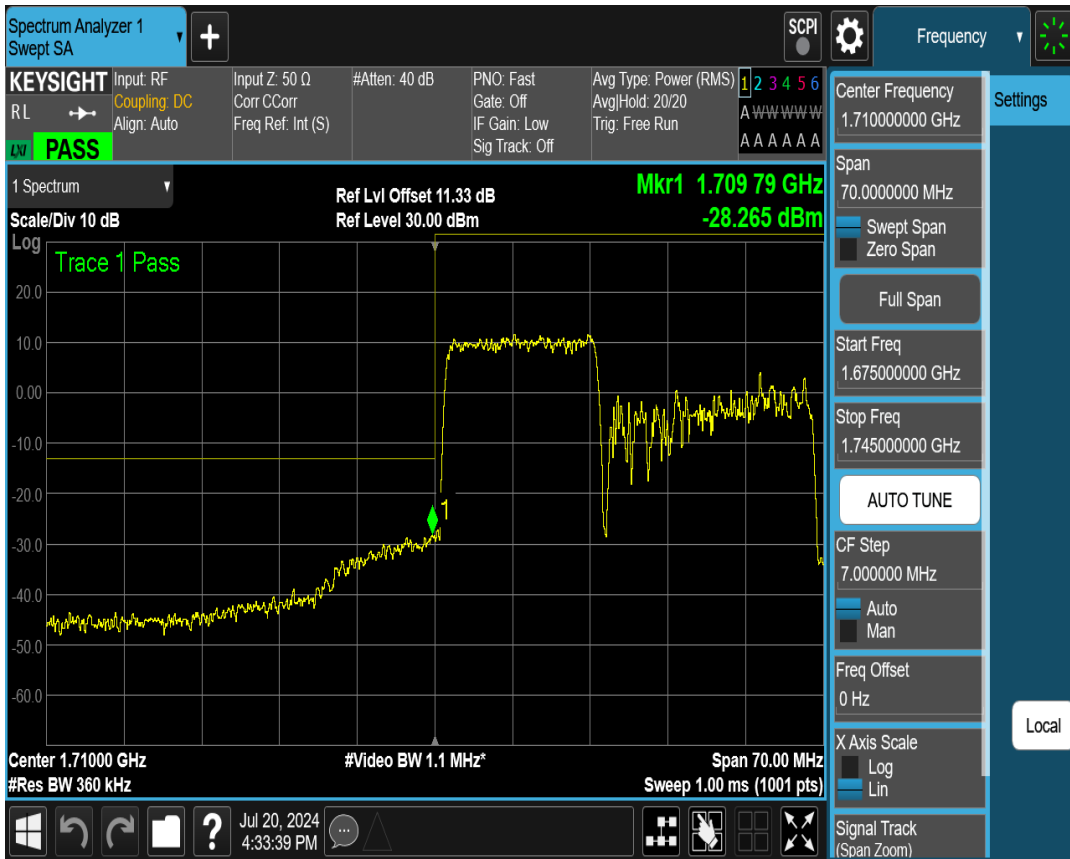 Spectrum Analyzer 1
Swept SA
SCPI
Frequency
KEYSIGHT
RL
LXI PASS
Input: RF
Coupling: DC
Align: Auto
Input Z: 50 Ω
Corr CCorr
Freq Ref: Int (S)
#Atten: 40 dB
PNO: Fast
Gate: Off
IF Gain: Low
Sig Track: Off
Avg Type: Power (RMS)
Avg|Hold: 20/20
Trig: Free Run
1 2 3 4 5 6
A W W W W W
A A A A A A
1 Spectrum
Scale/Div 10 dB
Ref Lvl Offset 11.33 dB
Ref Level 30.00 dBm
Mkr1 1.709 79 GHz
-28.265 dBm
Log
Trace 1 Pass
20.0
10.0
0.00
-10.0
-20.0
-30.0
-40.0
-50.0
-60.0
1
Center 1.71000 GHz
#Res BW 360 kHz
#Video BW 1.1 MHz*
Span 70.00 MHz
Sweep 1.00 ms (1001 pts)
Center Frequency
1.710000000 GHz
Span
70.0000000 MHz
Swept Span
Zero Span
Full Span
Start Freq
1.675000000 GHz
Stop Freq
1.745000000 GHz
AUTO TUNE
CF Step
7.000000 MHz
Auto
Man
Freq Offset
0 Hz
X Axis Scale
Log
Lin
Signal Track
(Span Zoom)
Settings
Local
?
Jul 20, 2024
4:33:39 PM